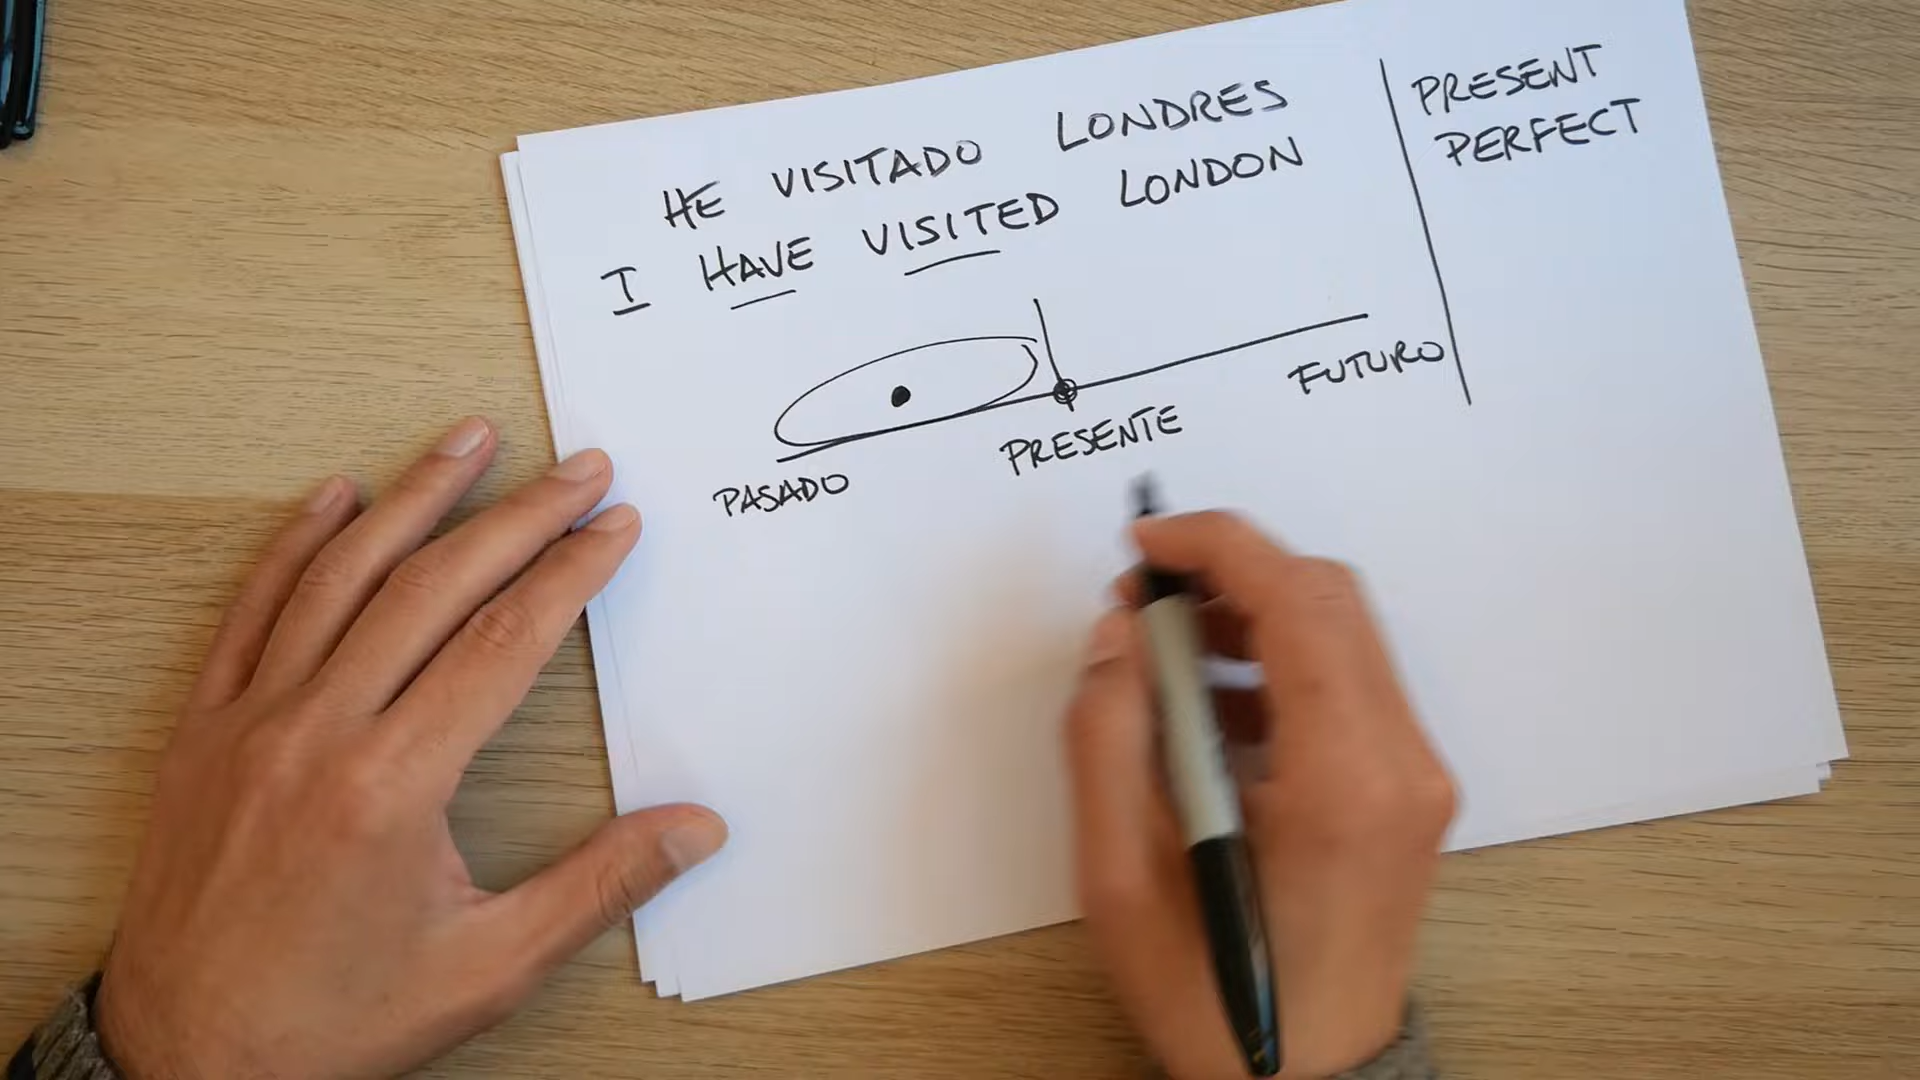 HE VISITADO LONDRES
I HAVE VISITED LONDON
PRESENT
PERFECT
PASADO
PRESENTE
FUTURO